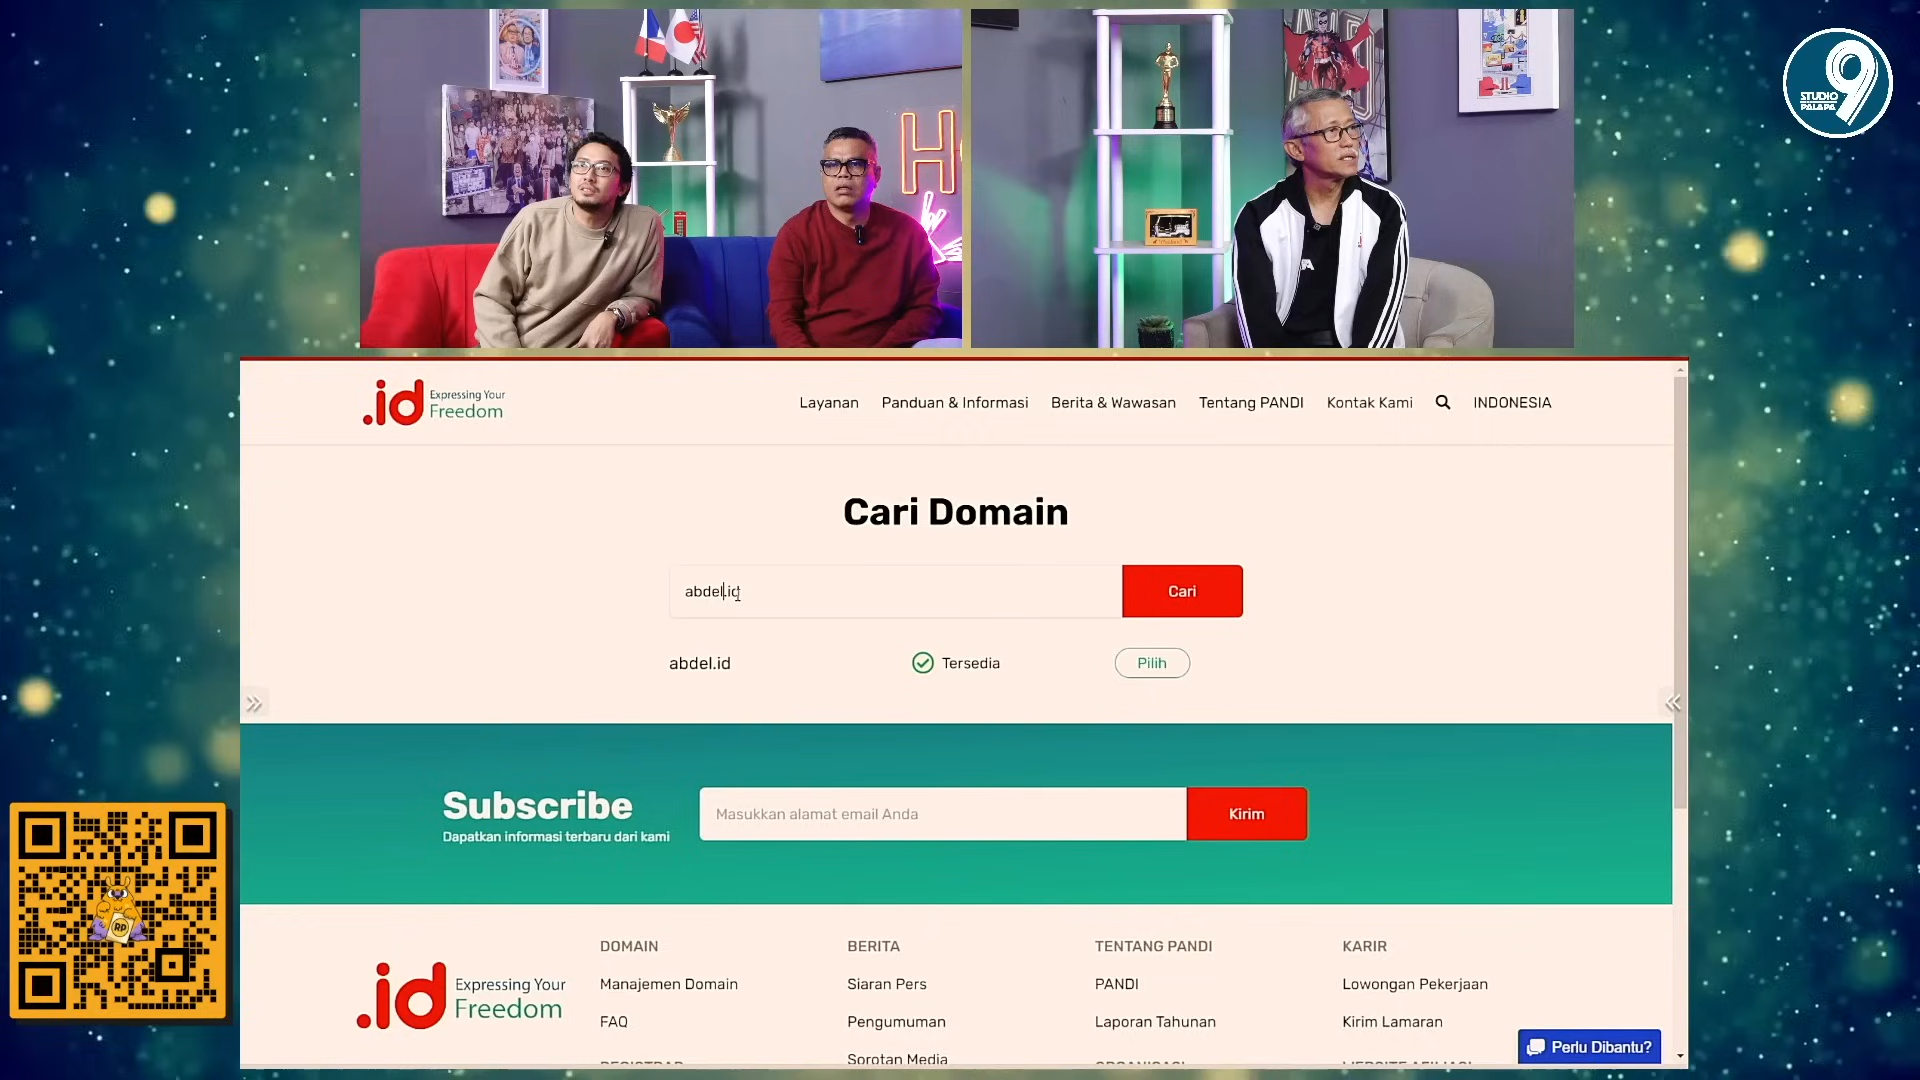 STUDIO
PALAPA
9
.id Expressing Your
Freedom
Layanan
Panduan & Informasi
Berita & Wawasan
Tentang PANDI
Kontak Kami
INDONESIA
Cari Domain
abdel.id
Cari
abdel.id
Tersedia
Pilih
Subscribe
Dapatkan informasi terbaru dari kami
Masukkan alamat email Anda
Kirim
RP
.id Expressing Your
Freedom
DOMAIN
Manajemen Domain
FAQ
BERITA
Siaran Pers
Pengumuman
Sorotan Media
TENTANG PANDI
PANDI
Laporan Tahunan
KARIR
Lowongan Pekerjaan
Kirim Lamaran
Perlu Dibantu?